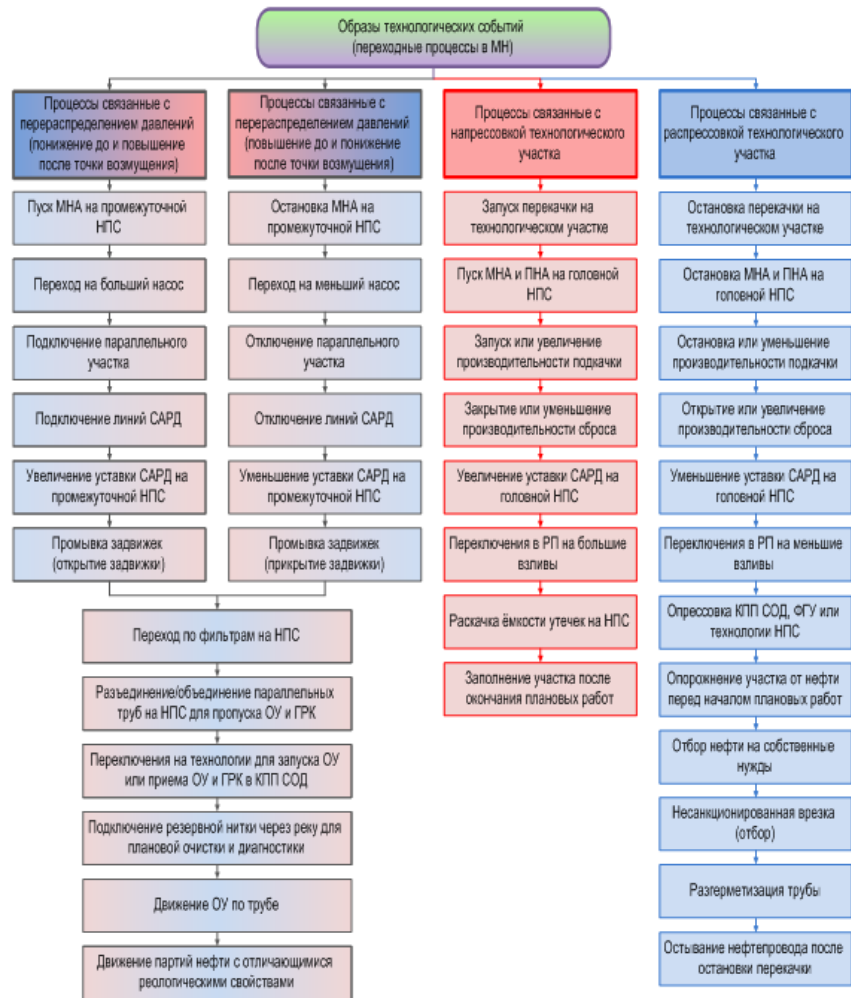 Образы технологических событий
(переходные процессы в МН)
Процессы связанные с
перераспределением давлений
(понижение до и повышение
после точки возмущения)
Пуск МНА на промежуточной
НПС
Переход на больший насос
Подключение параллельного
участка
Подключение линий САРД
Увеличение уставки САРД на
промежуточной НПС
Промывка задвижек
(открытие задвижки)
Процессы связанные с
перераспределением давлений
(повышение до и понижение
после точки возмущения)
Остановка МНА на
промежуточной НПС
Переход на меньший насос
Отключение параллельного
участка
Отключение линий САРД
Уменьшение уставки САРД на
промежуточной НПС
Промывка задвижек
(прикрытие задвижки)
Переход по фильтрам на НПС
Разъединение/объединение параллельных
труб на НПС для пропуска ОУ и ГРК
Переключения на технологии для запуска ОУ
или приема ОУ и ГРК в КПП СОД
Подключение резервной нитки через реку для
плановой очистки и диагностики
Движение ОУ по трубе
Движение партий нефти с отличающимися
реологическими свойствами
Процессы связанные с
напрессовкой технологического
участка
Запуск перекачки на
технологическом участке
Пуск МНА и ПНА на головной
НПС
Запуск или увеличение
производительности подкачки
Закрытие или уменьшение
производительности сброса
Увеличение уставки САРД на
головной НПС
Переключения в РП на большие
взливы
Раскачка ёмкости утечек на НПС
Заполнение участка после
окончания плановых работ
Процессы связанные с
распрессовкой технологического
участка
Остановка перекачки на
технологическом участке
Остановка МНА и ПНА на
головной НПС
Остановка или уменьшение
производительности подкачки
Открытие или увеличение
производительности сброса
Уменьшение уставки САРД на
головной НПС
Переключения в РП на меньшие
взливы
Опрессовка КПП СОД, ФГУ или
технологии НПС
Опорожнение участка от нефти
перед началом плановых работ
Отбор нефти на собственные
нужды
Несанкционированная врезка
(отбор)
Разгерметизация трубы
Остывание нефтепровода после
остановки перекачки